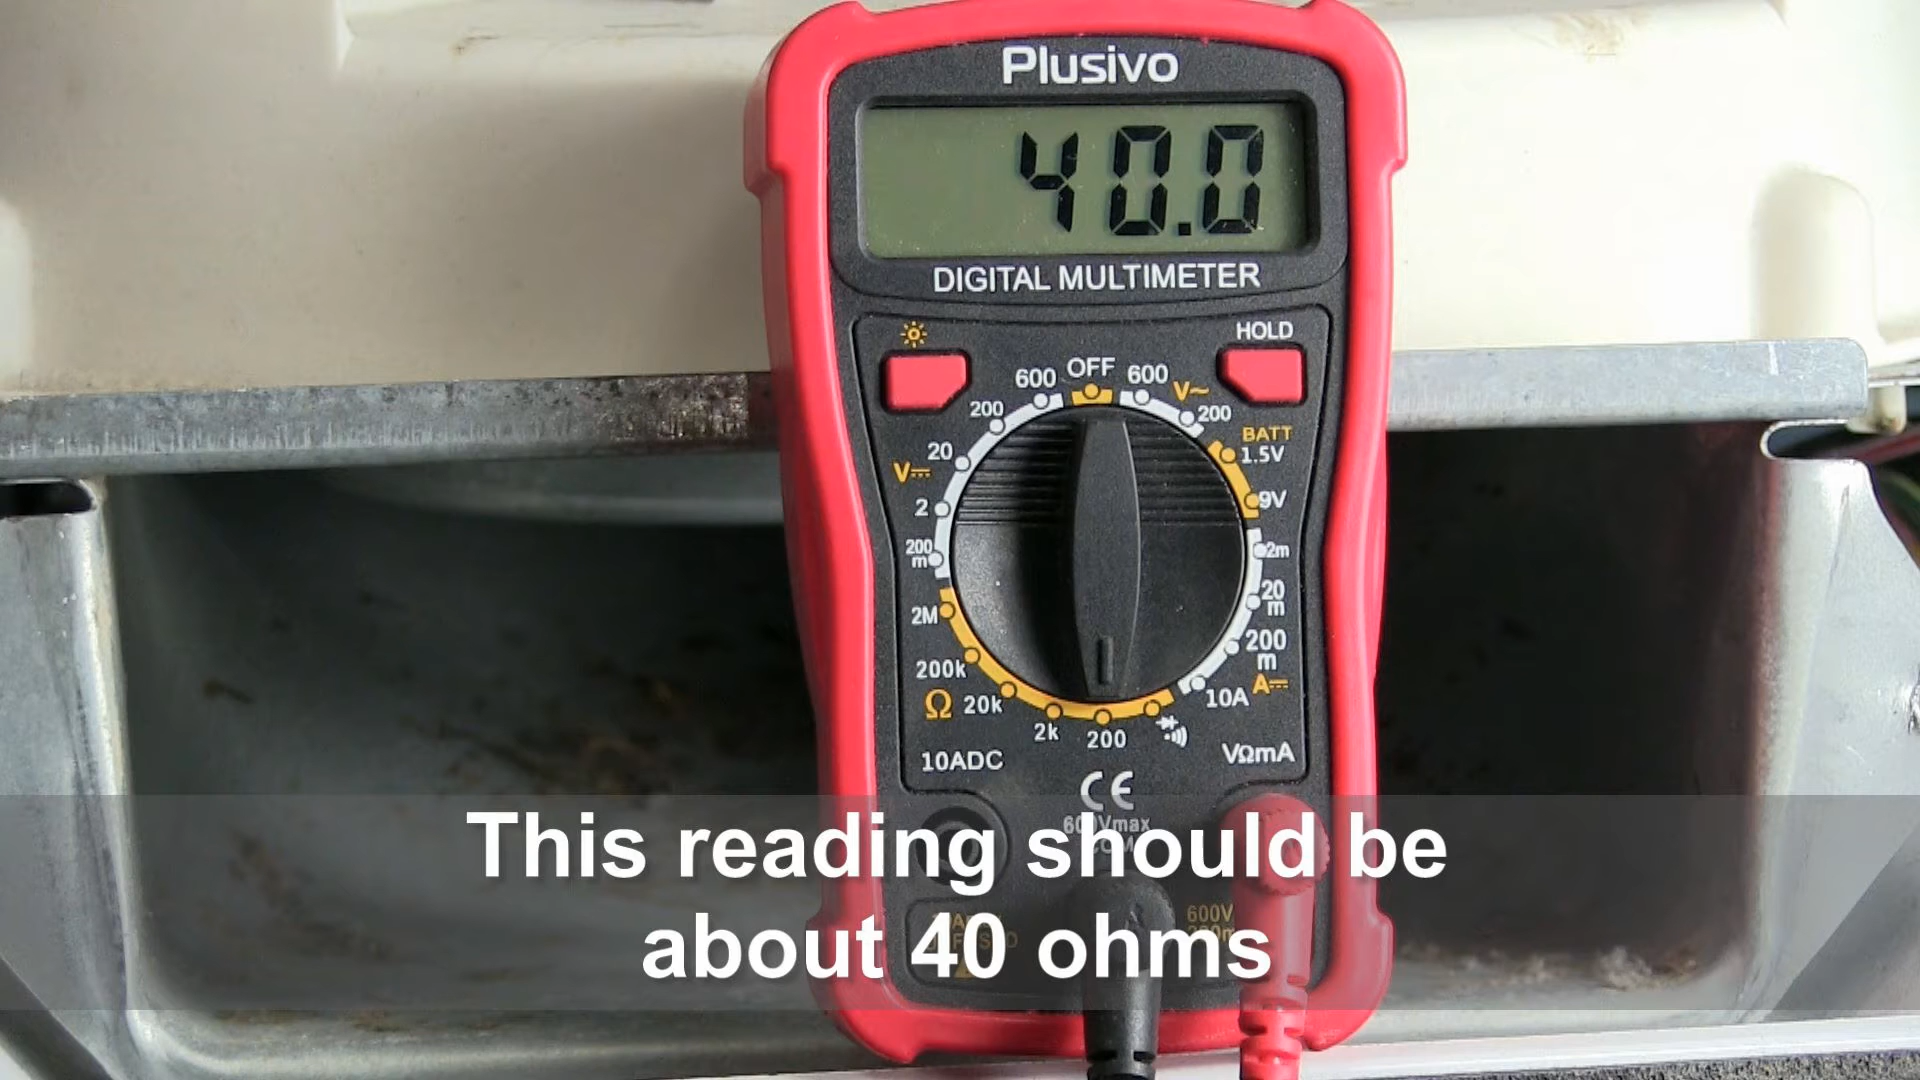 Plusivo
40.0
DIGITAL MULTIMETER
HOLD
600 OFF 600 V~
200 200
BATT
20 1.5V
V⎓
2 9V
200 m 2m
2M 20 m
200k 200 m
Ω 20k 10A A⎓
2k 200
10ADC VΩmA
CE
600Vmax
COM
This reading should be
600V
about 40 ohms